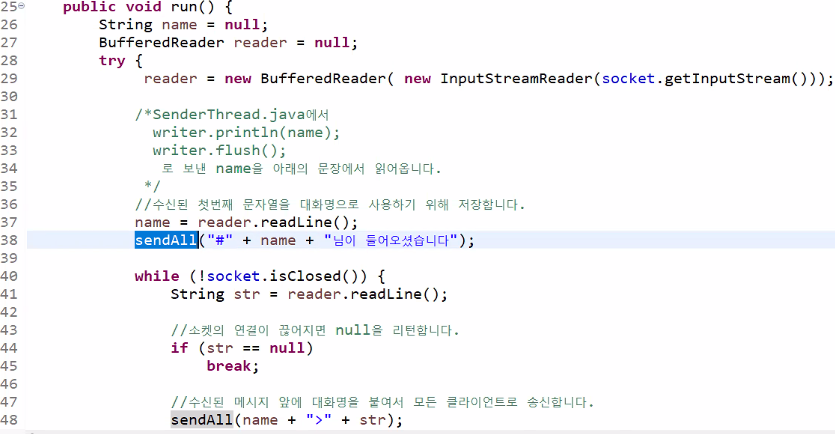 25 public void run() {
26 String name = null;
27 BufferedReader reader = null;
28 try {
29 reader = new BufferedReader( new InputStreamReader(socket.getInputStream()));
30
31 /*SenderThread.java에서
32 writer.println(name);
33 writer.flush();
34 로 보낸 name을 아래의 문장에서 읽어옵니다.
35 */
36 //수신된 첫번째 문자열을 대화명으로 사용하기 위해 저장합니다.
37 name = reader.readLine();
38 sendAll("#" + name + "님이 들어오셨습니다");
39
40 while (!socket.isClosed()) {
41 String str = reader.readLine();
42
43 //소켓의 연결이 끊어지면 null을 리턴합니다.
44 if (str == null)
45 break;
46
47 //수신된 메시지 앞에 대화명을 붙여서 모든 클라이언트로 송신합니다.
48 sendAll(name + ">" + str);